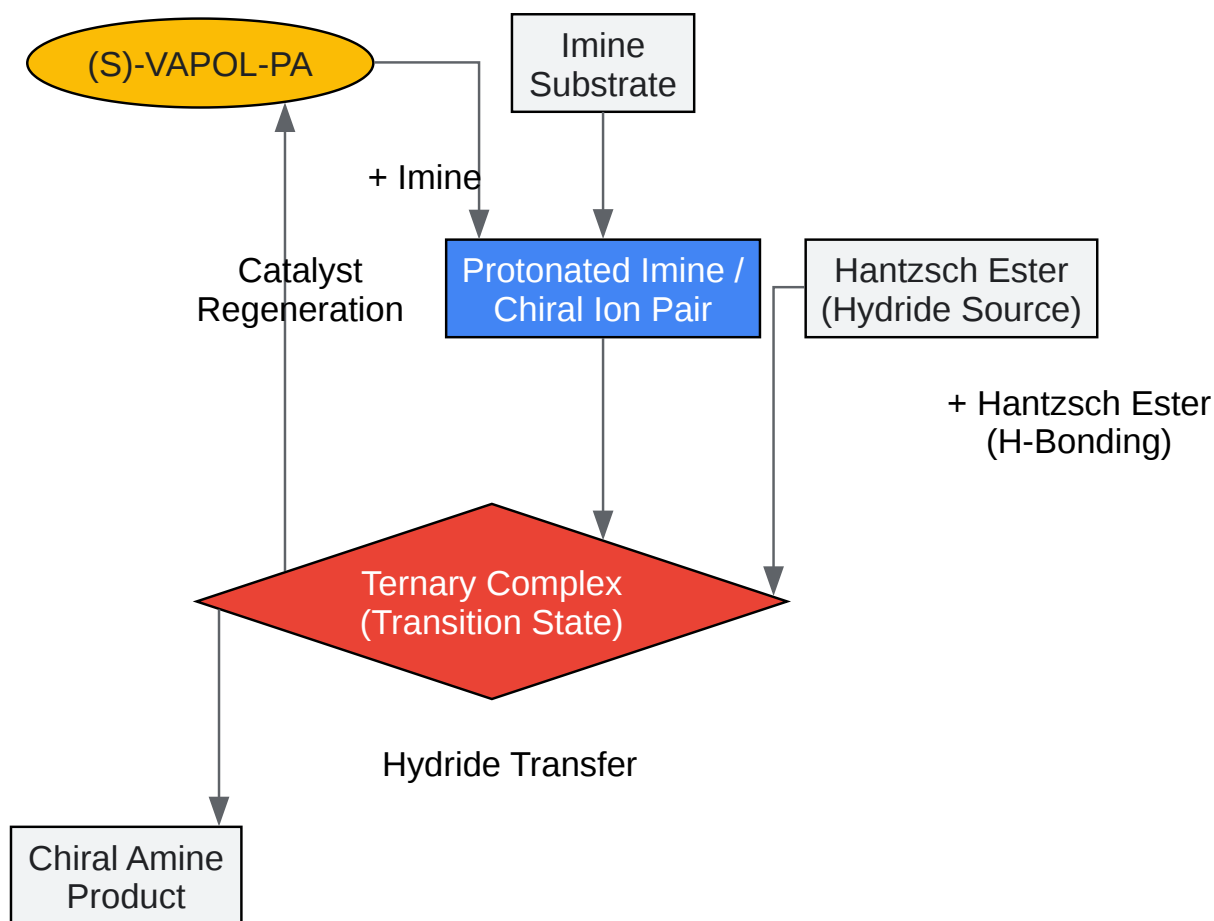 (S)-VAPOL-PA
Imine
Substrate
+ Imine
Catalyst
Regeneration
Protonated Imine /
Chiral Ion Pair
Hantzsch Ester
(Hydride Source)
+ Hantzsch Ester
(H-Bonding)
Ternary Complex
(Transition State)
Hydride Transfer
Chiral Amine
Product